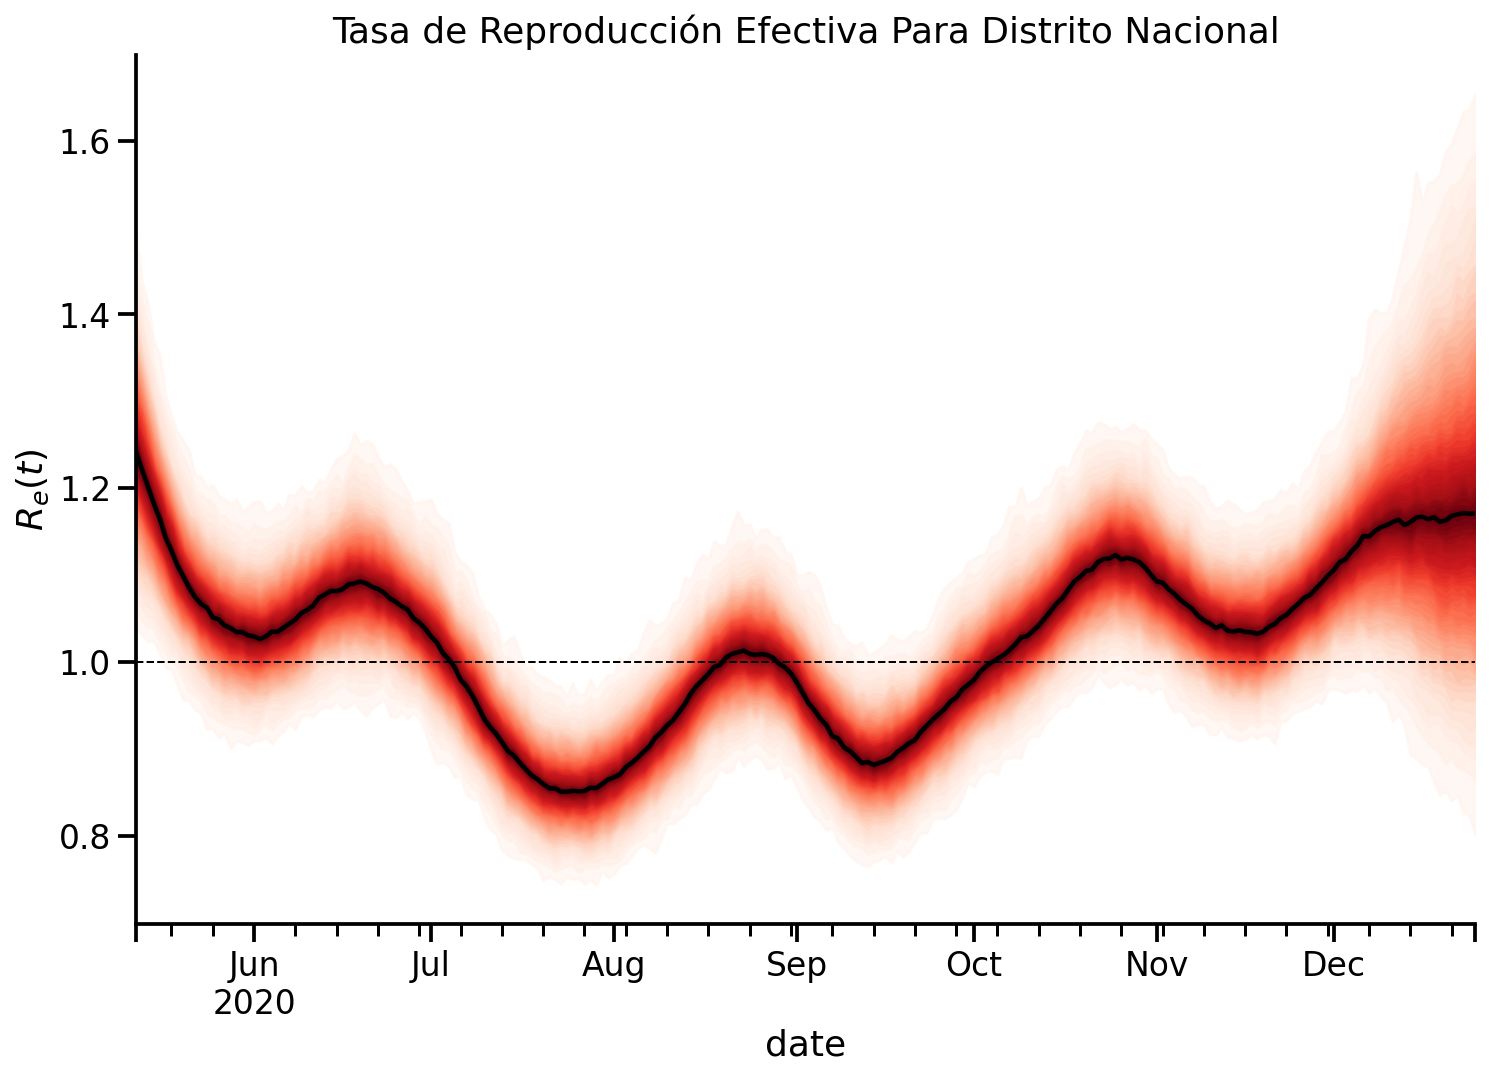 Tasa de Reproducción Efectiva Para Distrito Nacional
1.6
1.4
1.2
1.0
0.8
Rₑ(t)
Jun Jul Aug Sep Oct Nov Dec
2020
date